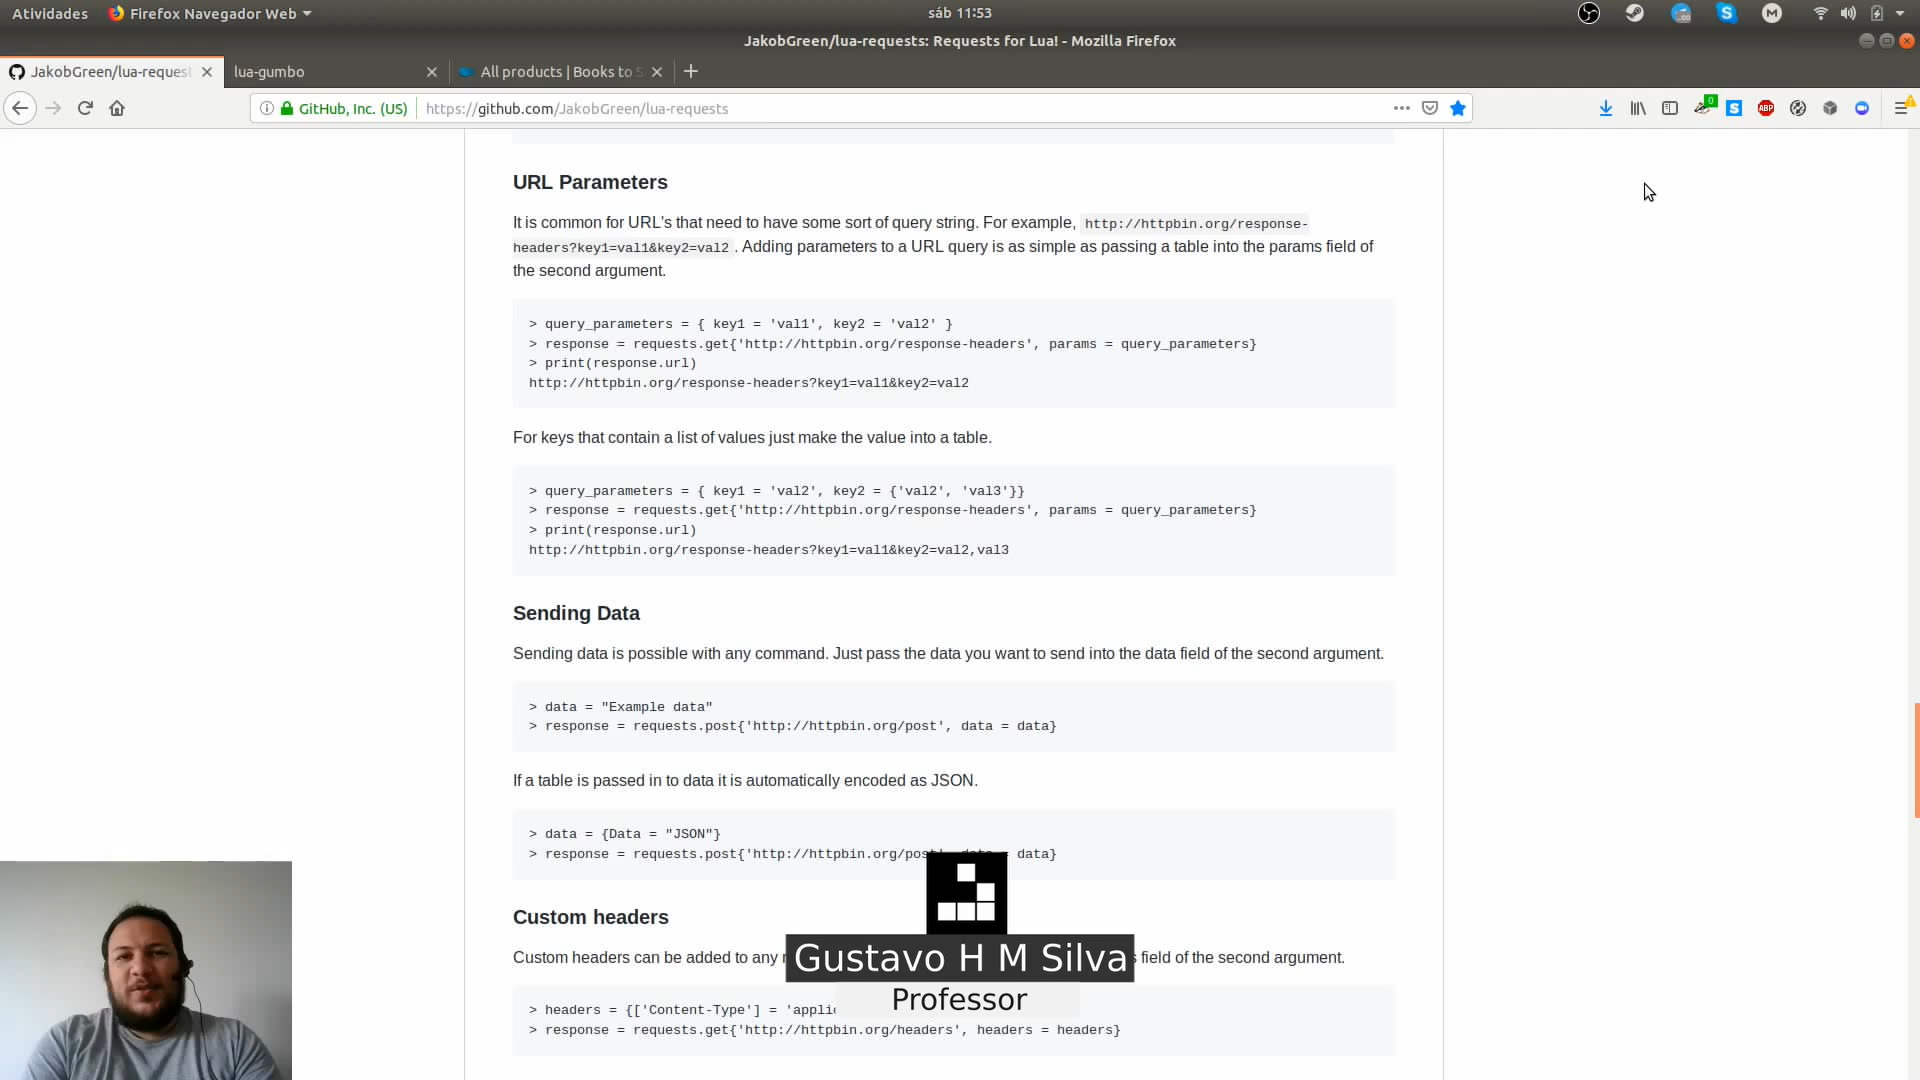 Atividades
Firefox Navegador Web
sáb 11:53
JakobGreen/lua-requests: Requests for Lua! - Mozilla Firefox
JakobGreen/lua-request
lua-gumbo
All products | Books to S
GitHub, Inc. (US)
https://github.com/JakobGreen/lua-requests
0
S
ABP
URL Parameters
It is common for URL's that need to have some sort of query string. For example, http://httpbin.org/response-
headers?key1=val1&key2=val2 . Adding parameters to a URL query is as simple as passing a table into the params field of
the second argument.
> query_parameters = { key1 = 'val1', key2 = 'val2' }
> response = requests.get{'http://httpbin.org/response-headers', params = query_parameters}
> print(response.url)
http://httpbin.org/response-headers?key1=val1&key2=val2
For keys that contain a list of values just make the value into a table.
> query_parameters = { key1 = 'val2', key2 = {'val2', 'val3'}}
> response = requests.get{'http://httpbin.org/response-headers', params = query_parameters}
> print(response.url)
http://httpbin.org/response-headers?key1=val1&key2=val2,val3
Sending Data
Sending data is possible with any command. Just pass the data you want to send into the data field of the second argument.
> data = "Example data"
> response = requests.post{'http://httpbin.org/post', data = data}
If a table is passed in to data it is automatically encoded as JSON.
> data = {Data = "JSON"}
> response = requests.post{'http://httpbin.org/post', data = data}
Custom headers
Custom headers can be added to any field of the second argument.
Gustavo H M Silva
Professor
> headers = {['Content-Type'] = 'applic
> response = requests.get{'http://httpbin.org/headers', headers = headers}